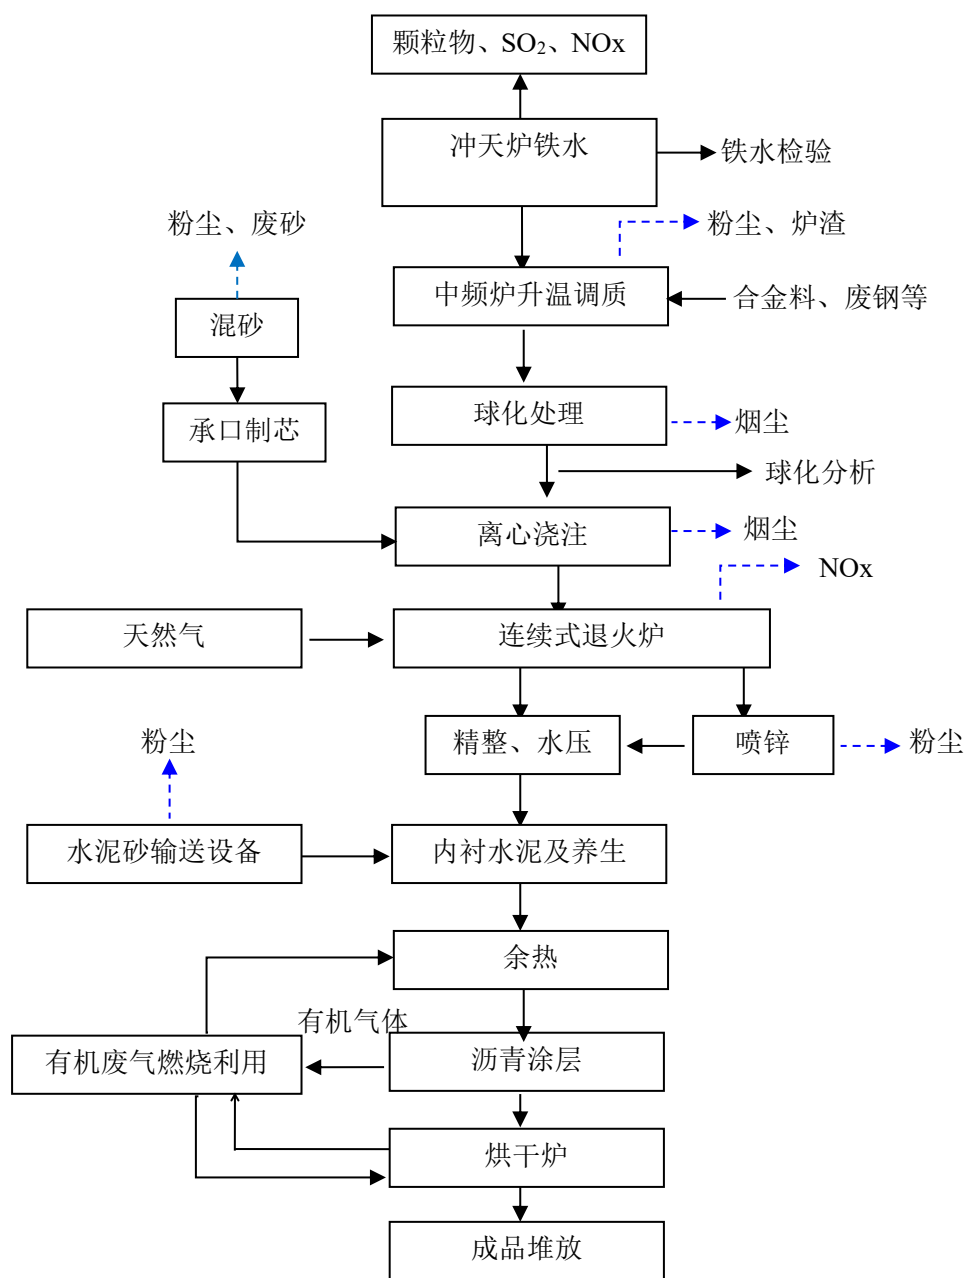 颗粒物、SO₂、NOx
冲天炉铁水
铁水检验
粉尘、废砂
粉尘、炉渣
中频炉升温调质
合金料、废钢等
混砂
球化处理
烟尘
承口制芯
球化分析
离心浇注
烟尘
NOx
天然气
连续式退火炉
粉尘
精整、水压
喷锌
粉尘
水泥砂输送设备
内衬水泥及养生
余热
有机气体
有机废气燃烧利用
沥青涂层
烘干炉
成品堆放